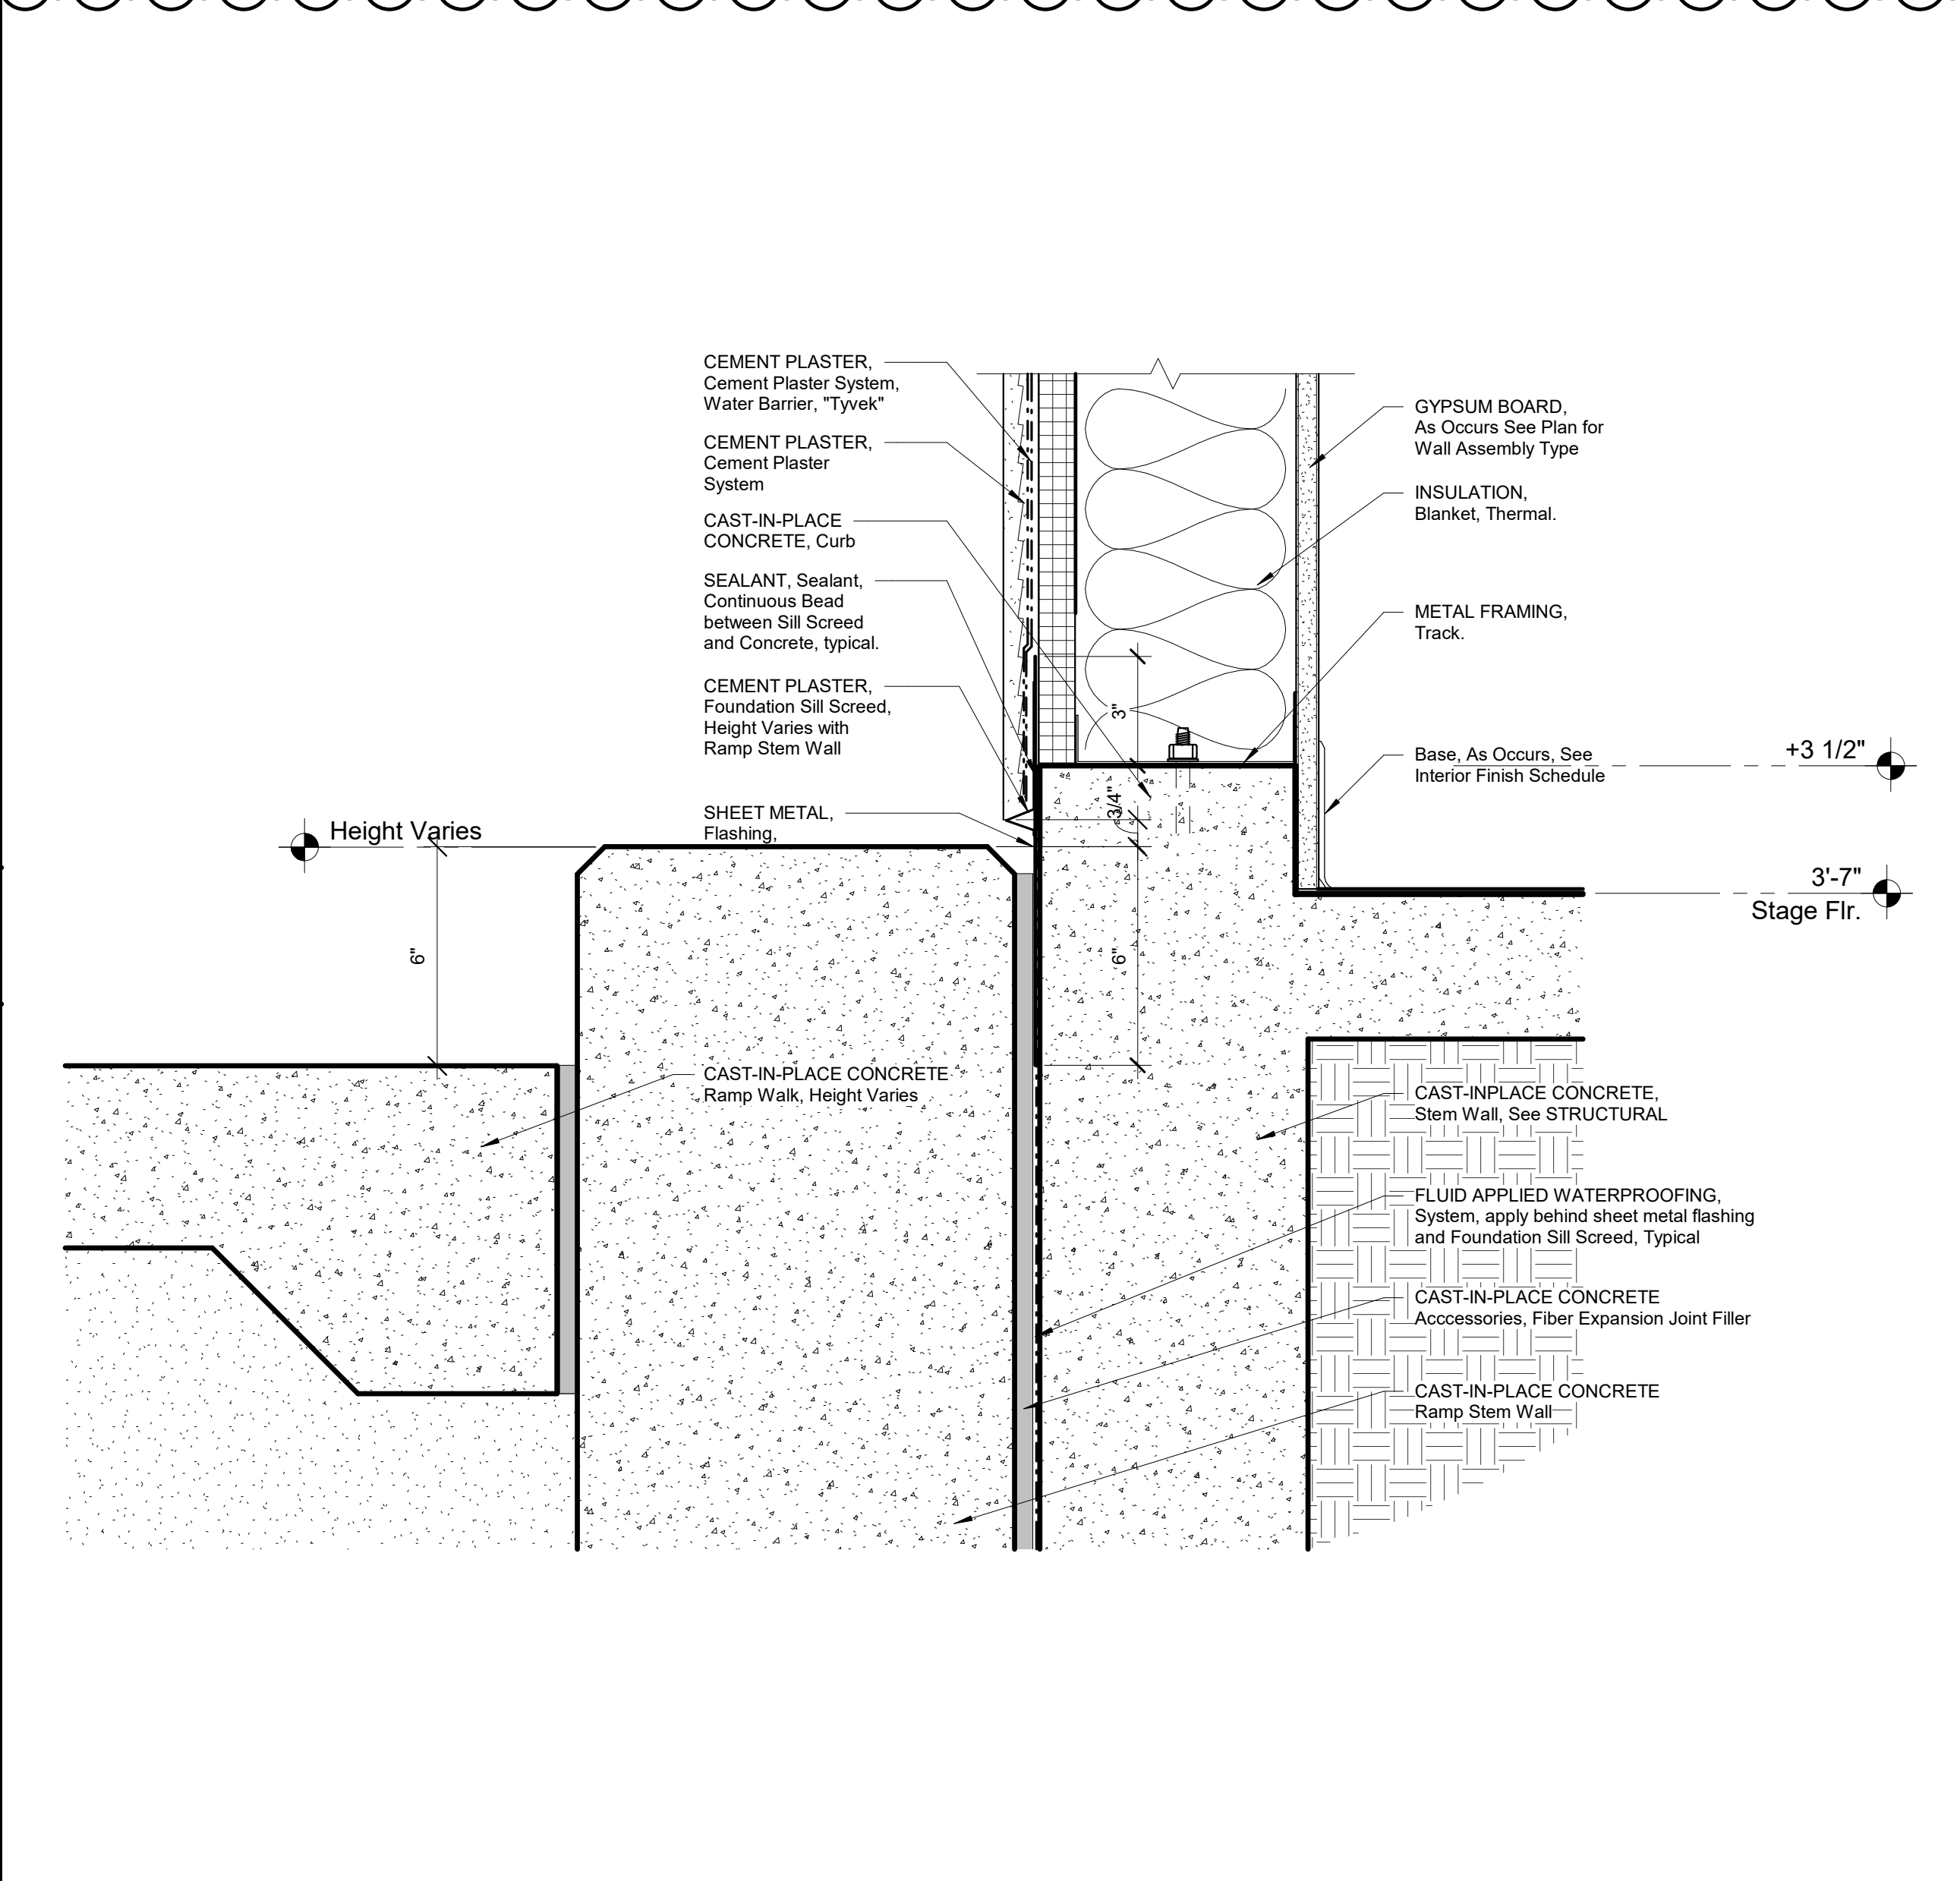 CEMENT PLASTER,
Cement Plaster System,
Water Barrier, "Tyvek"
CEMENT PLASTER,
Cement Plaster
System
CAST-IN-PLACE
CONCRETE, Curb
SEALANT, Sealant,
Continuous Bead
between Sill Screed
and Concrete, typical.
CEMENT PLASTER,
Foundation Sill Screed,
Height Varies with
Ramp Stem Wall
SHEET METAL,
Flashing,
Height Varies
6"
CAST-IN-PLACE CONCRETE
Ramp Walk, Height Varies
3"
3/4"
6"
GYPSUM BOARD,
As Occurs See Plan for
Wall Assembly Type
INSULATION,
Blanket, Thermal.
METAL FRAMING,
Track.
Base, As Occurs, See
Interior Finish Schedule
+3 1/2"
3'-7"
Stage Flr.
CAST-INPLACE CONCRETE,
Stem Wall, See STRUCTURAL
FLUID APPLIED WATERPROOFING,
System, apply behind sheet metal flashing
and Foundation Sill Screed, Typical
CAST-IN-PLACE CONCRETE
Acccessories, Fiber Expansion Joint Filler
CAST-IN-PLACE CONCRETE
Ramp Stem Wall